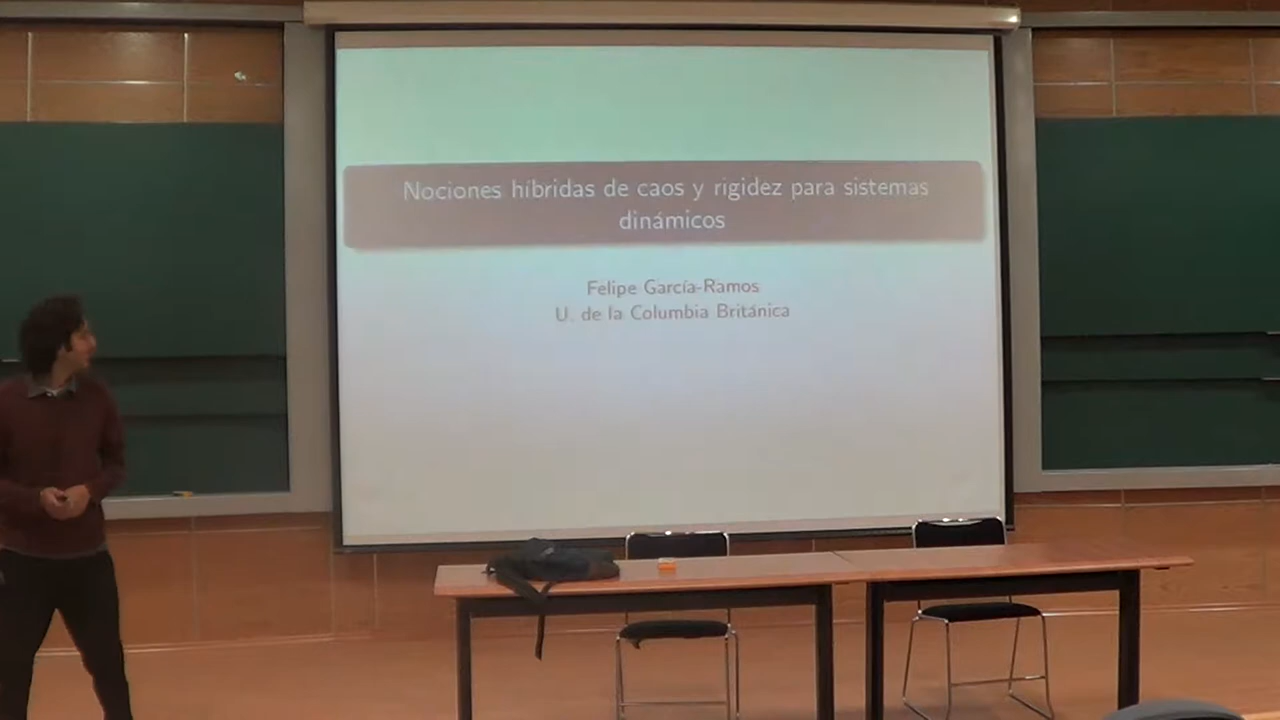 Nociones híbridas de caos y rigidez para sistemas
dinámicos
Felipe García-Ramos
U. de la Columbia Británica